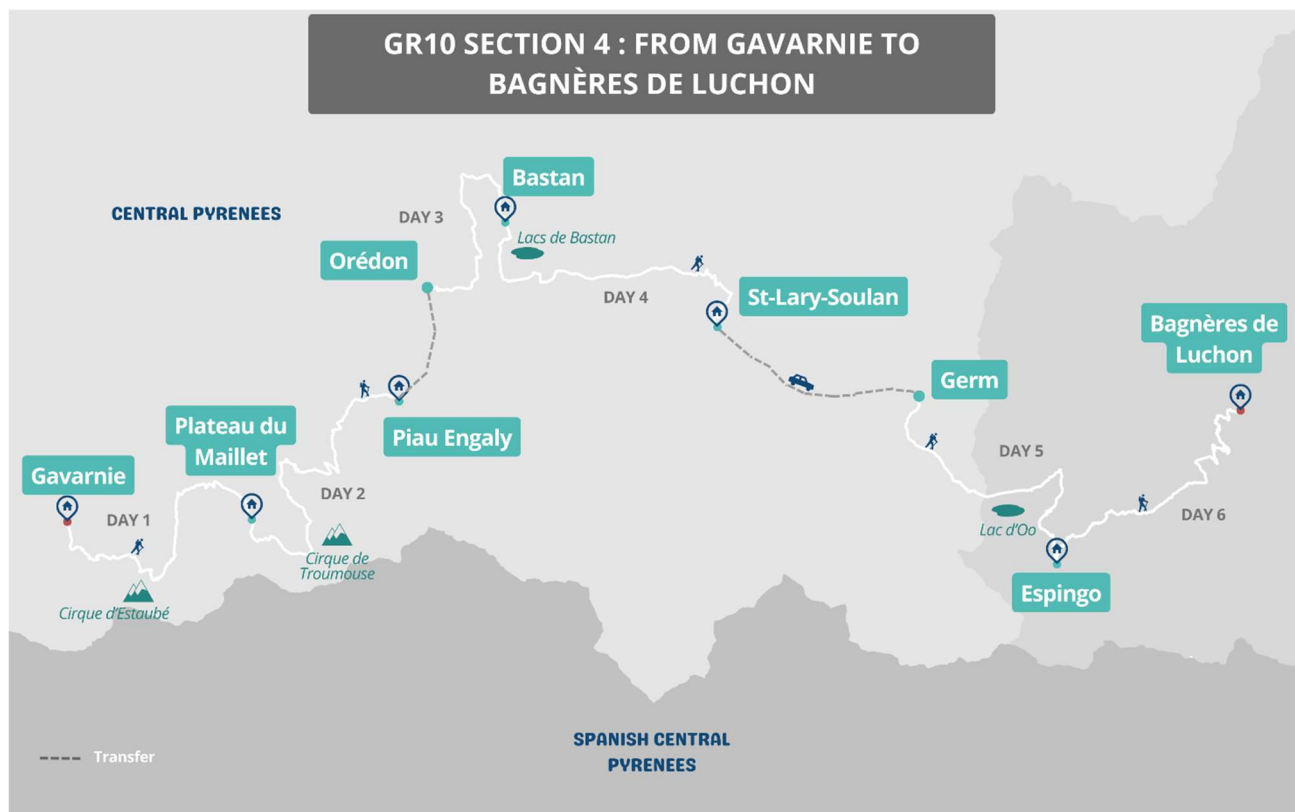 GR10 SECTION 4 : FROM GAVARNIE TO
BAGNÈRES DE LUCHON
Bastan
CENTRAL PYRENEES
DAY 3
Lacs de Bastan
Orédon
DAY 4
St-Lary-Soulan
Bagnères de
Luchon
Germ
Piau Engaly
Plateau du
Maillet
Gavarnie
DAY 1
DAY 2
DAY 5
DAY 6
Lac d'Oo
Cirque de
Troumouse
Cirque d'Estaubé
Espingo
SPANISH CENTRAL
PYRENEES
Transfer